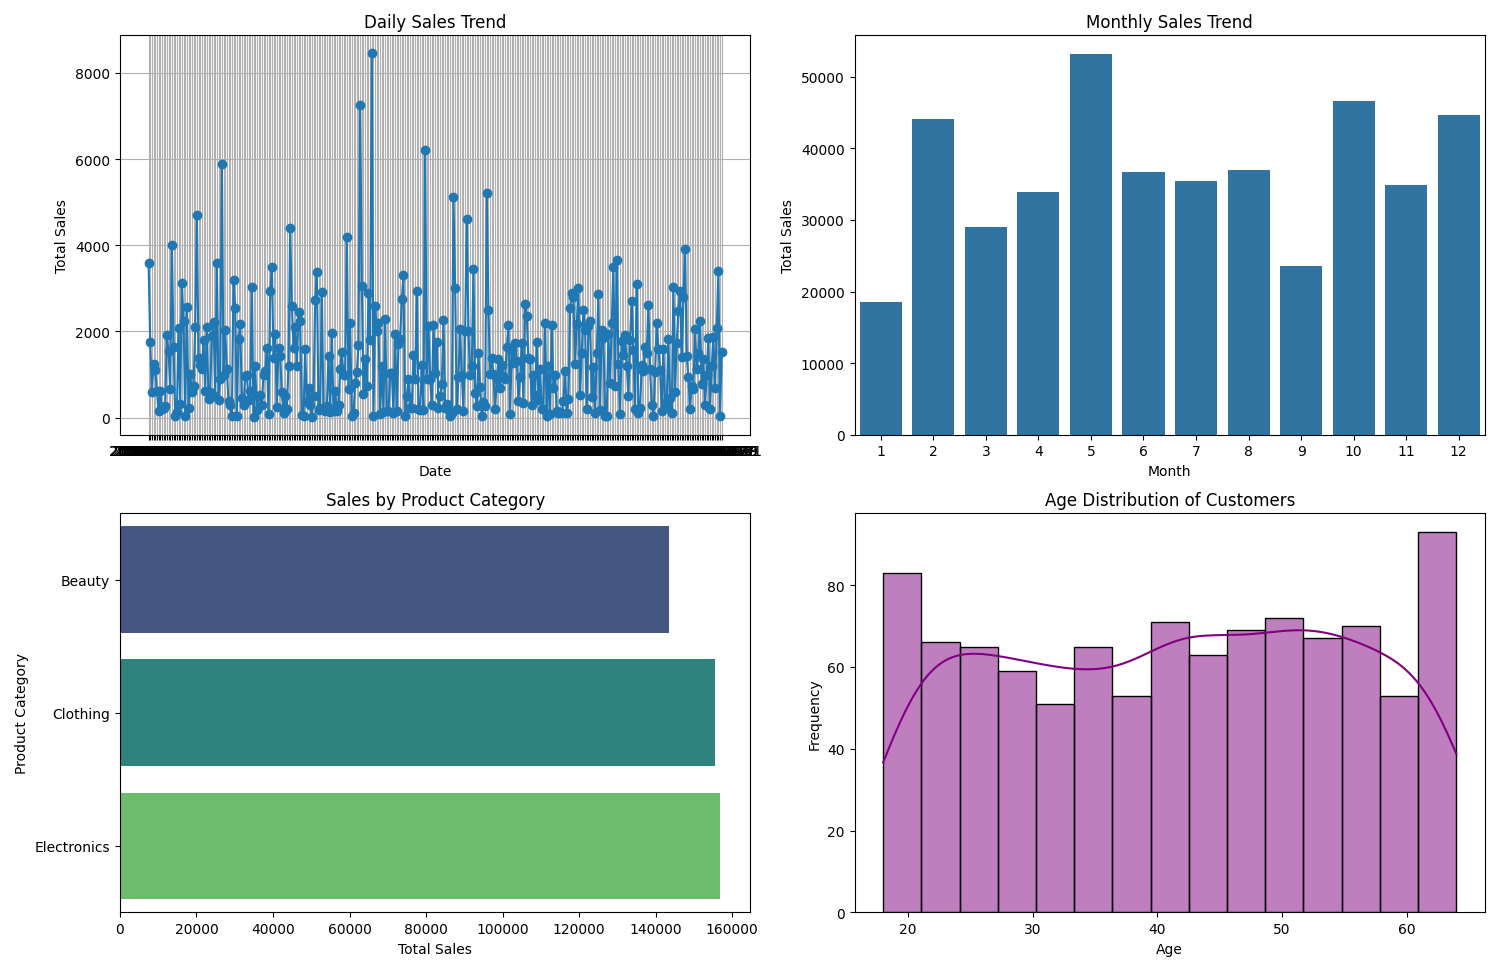 Daily Sales Trend
Total Sales
8000
6000
4000
2000
0
Date
Monthly Sales Trend
Total Sales
50000
40000
30000
20000
10000
0
1 2 3 4 5 6 7 8 9 10 11 12
Month
Sales by Product Category
Product Category
Beauty
Clothing
Electronics
0 20000 40000 60000 80000 100000 120000 140000 160000
Total Sales
Age Distribution of Customers
Frequency
80
60
40
20
0
20 30 40 50 60
Age